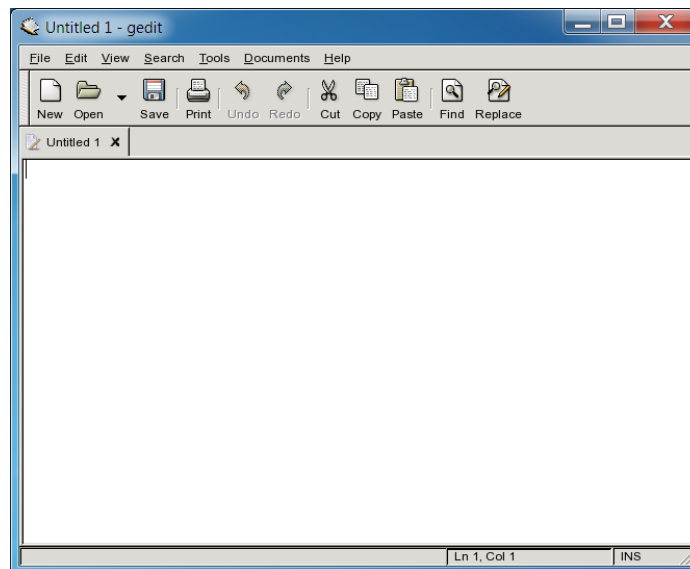 Untitled 1 - gedit
File Edit View Search Tools Documents Help
New Open Save Print Undo Redo Cut Copy Paste Find Replace
Untitled 1
Ln 1, Col 1 INS